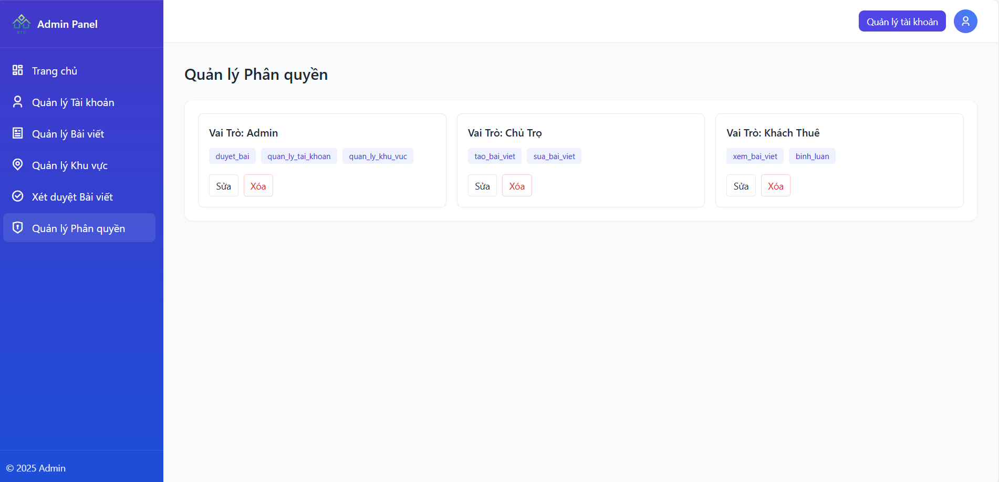 BTC
Admin Panel
Quản lý tài khoản
Trang chủ
Quản lý Tài khoản
Quản lý Bài viết
Quản lý Khu vực
Xét duyệt Bài viết
Quản lý Phân quyền
© 2025 Admin
Quản lý Phân quyền
Vai Trò: Admin
duyet_bai quan_ly_tai_khoan quan_ly_khu_vuc
Sửa Xóa
Vai Trò: Chủ Trọ
tao_bai_viet sua_bai_viet
Sửa Xóa
Vai Trò: Khách Thuê
xem_bai_viet binh_luan
Sửa Xóa